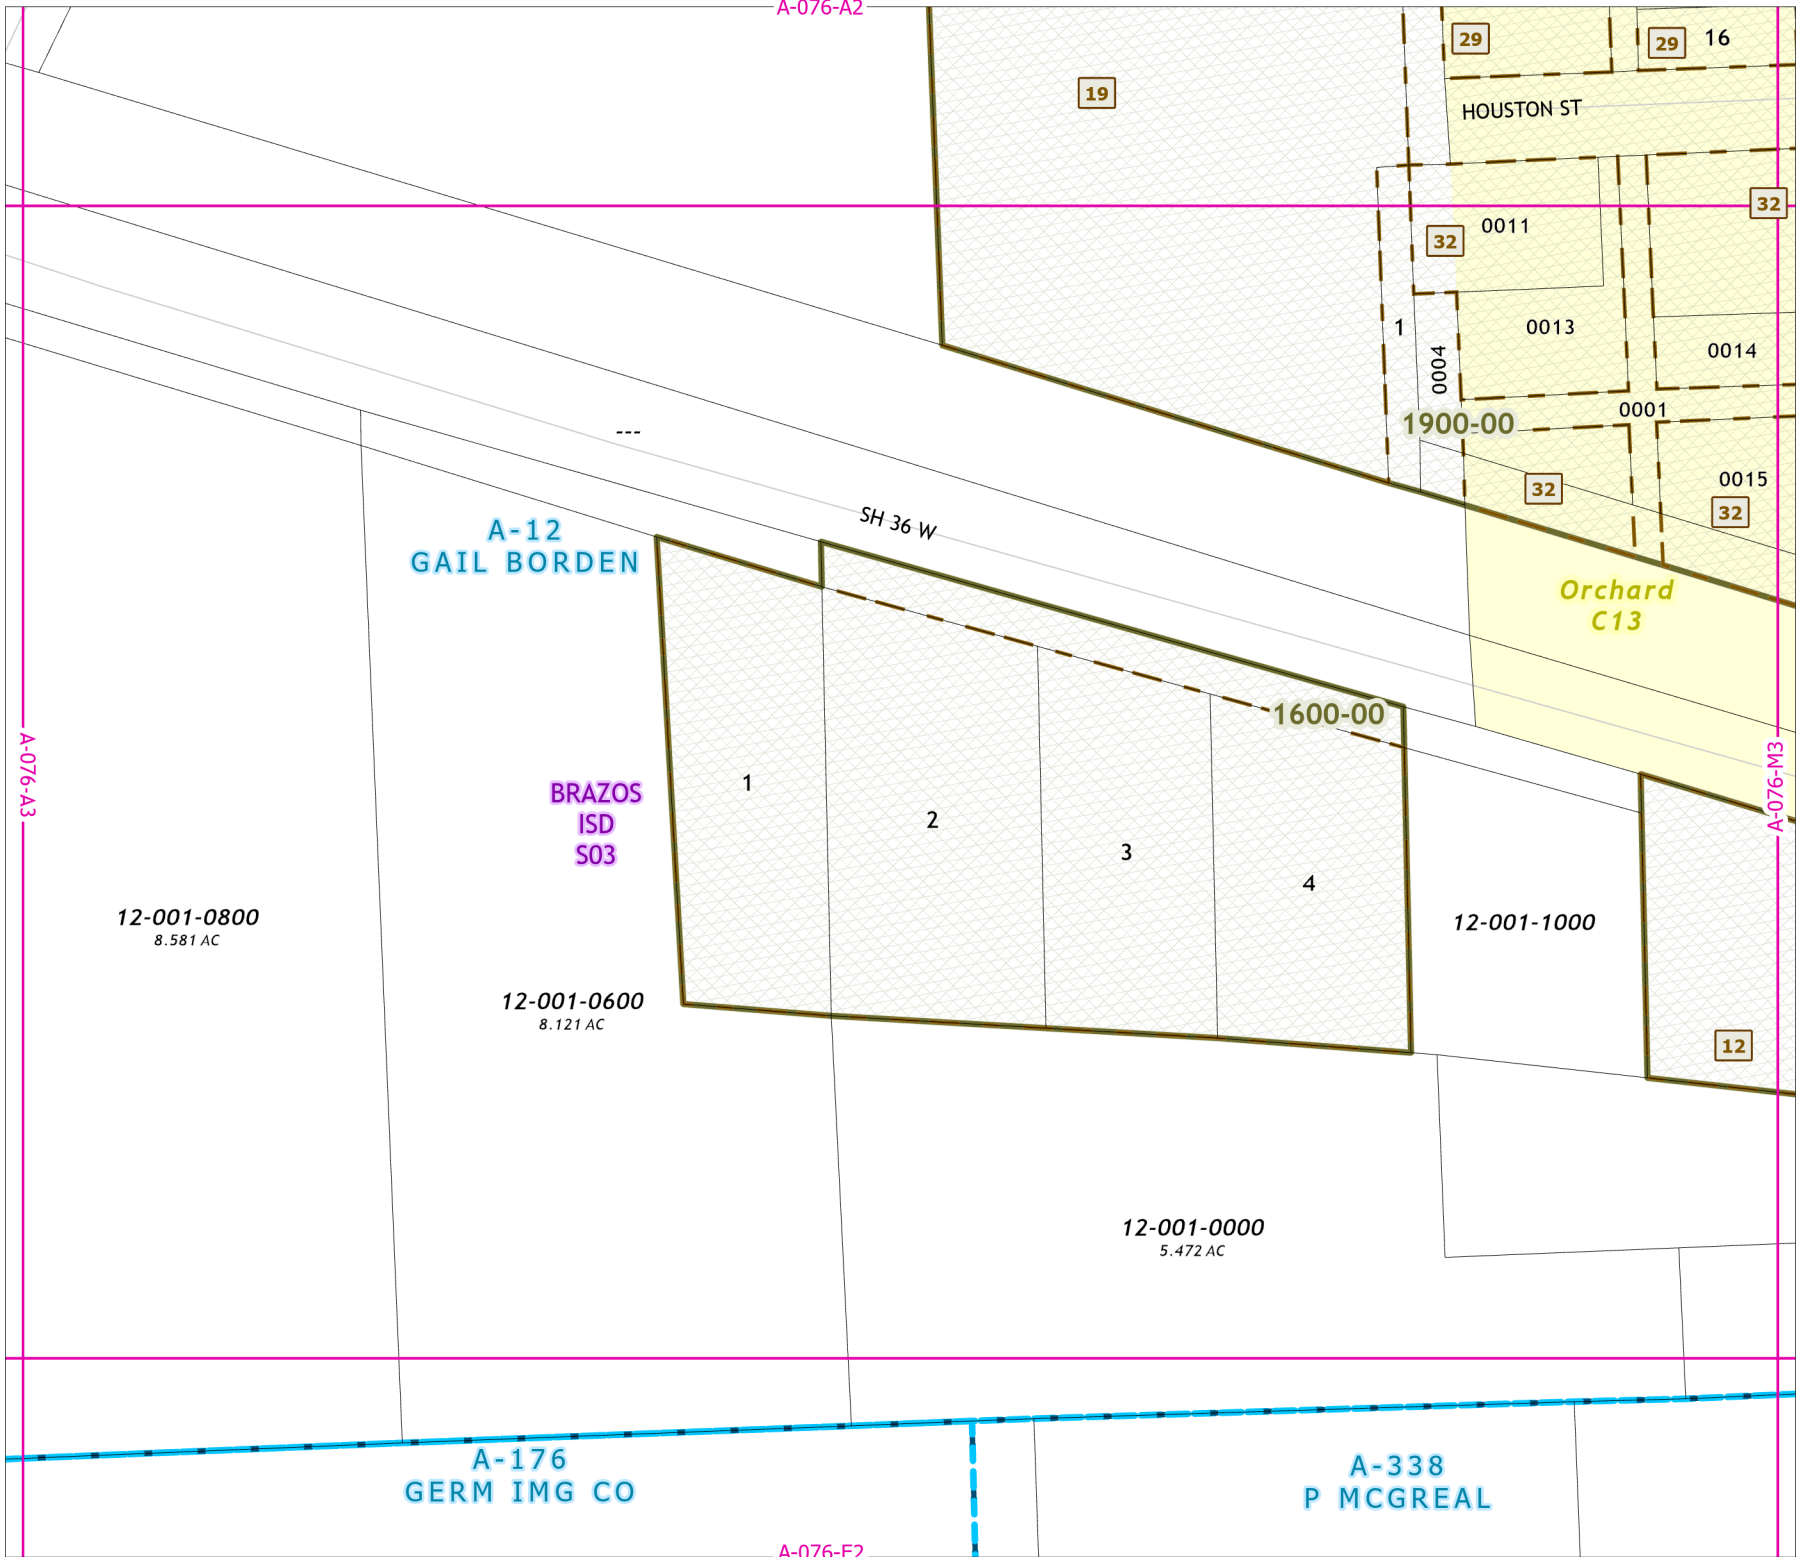 A-076-A2
29
29
16
19
HOUSTON ST
32
0011
32
1
0013
0004
0014
0001
1900-00
---
0015
32
32
SH 36 W
A-12
GAIL BORDEN
Orchard
C13
1600-00
A-076-A3
A-076-M3
1
BRAZOS
ISD
S03
2
3
4
12-001-0800
8.581 AC
12-001-1000
12-001-0600
8.121 AC
12
12-001-0000
5.472 AC
A-176
GERM IMG CO
A-338
P MCGREAL